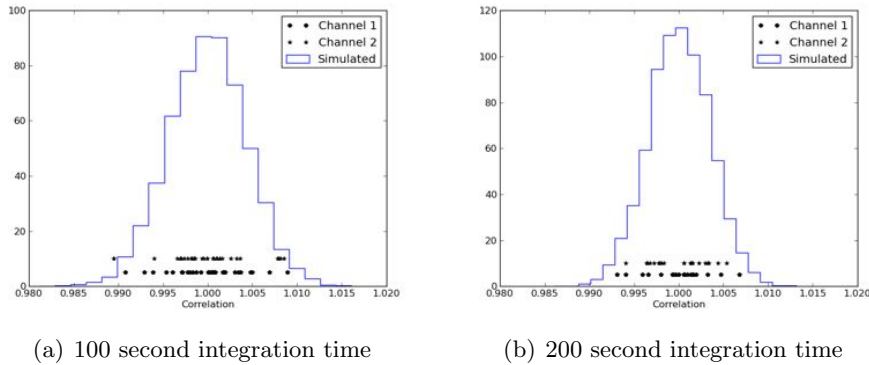 100
80
60
40
20
0
0.980 0.985 0.990 0.995 1.000 1.005 1.010 1.015 1.020
Correlation
Channel 1
Channel 2
Simulated
(a) 100 second integration time
120
100
80
60
40
20
0
0.980 0.985 0.990 0.995 1.000 1.005 1.010 1.015 1.020
Correlation
Channel 1
Channel 2
Simulated
(b) 200 second integration time